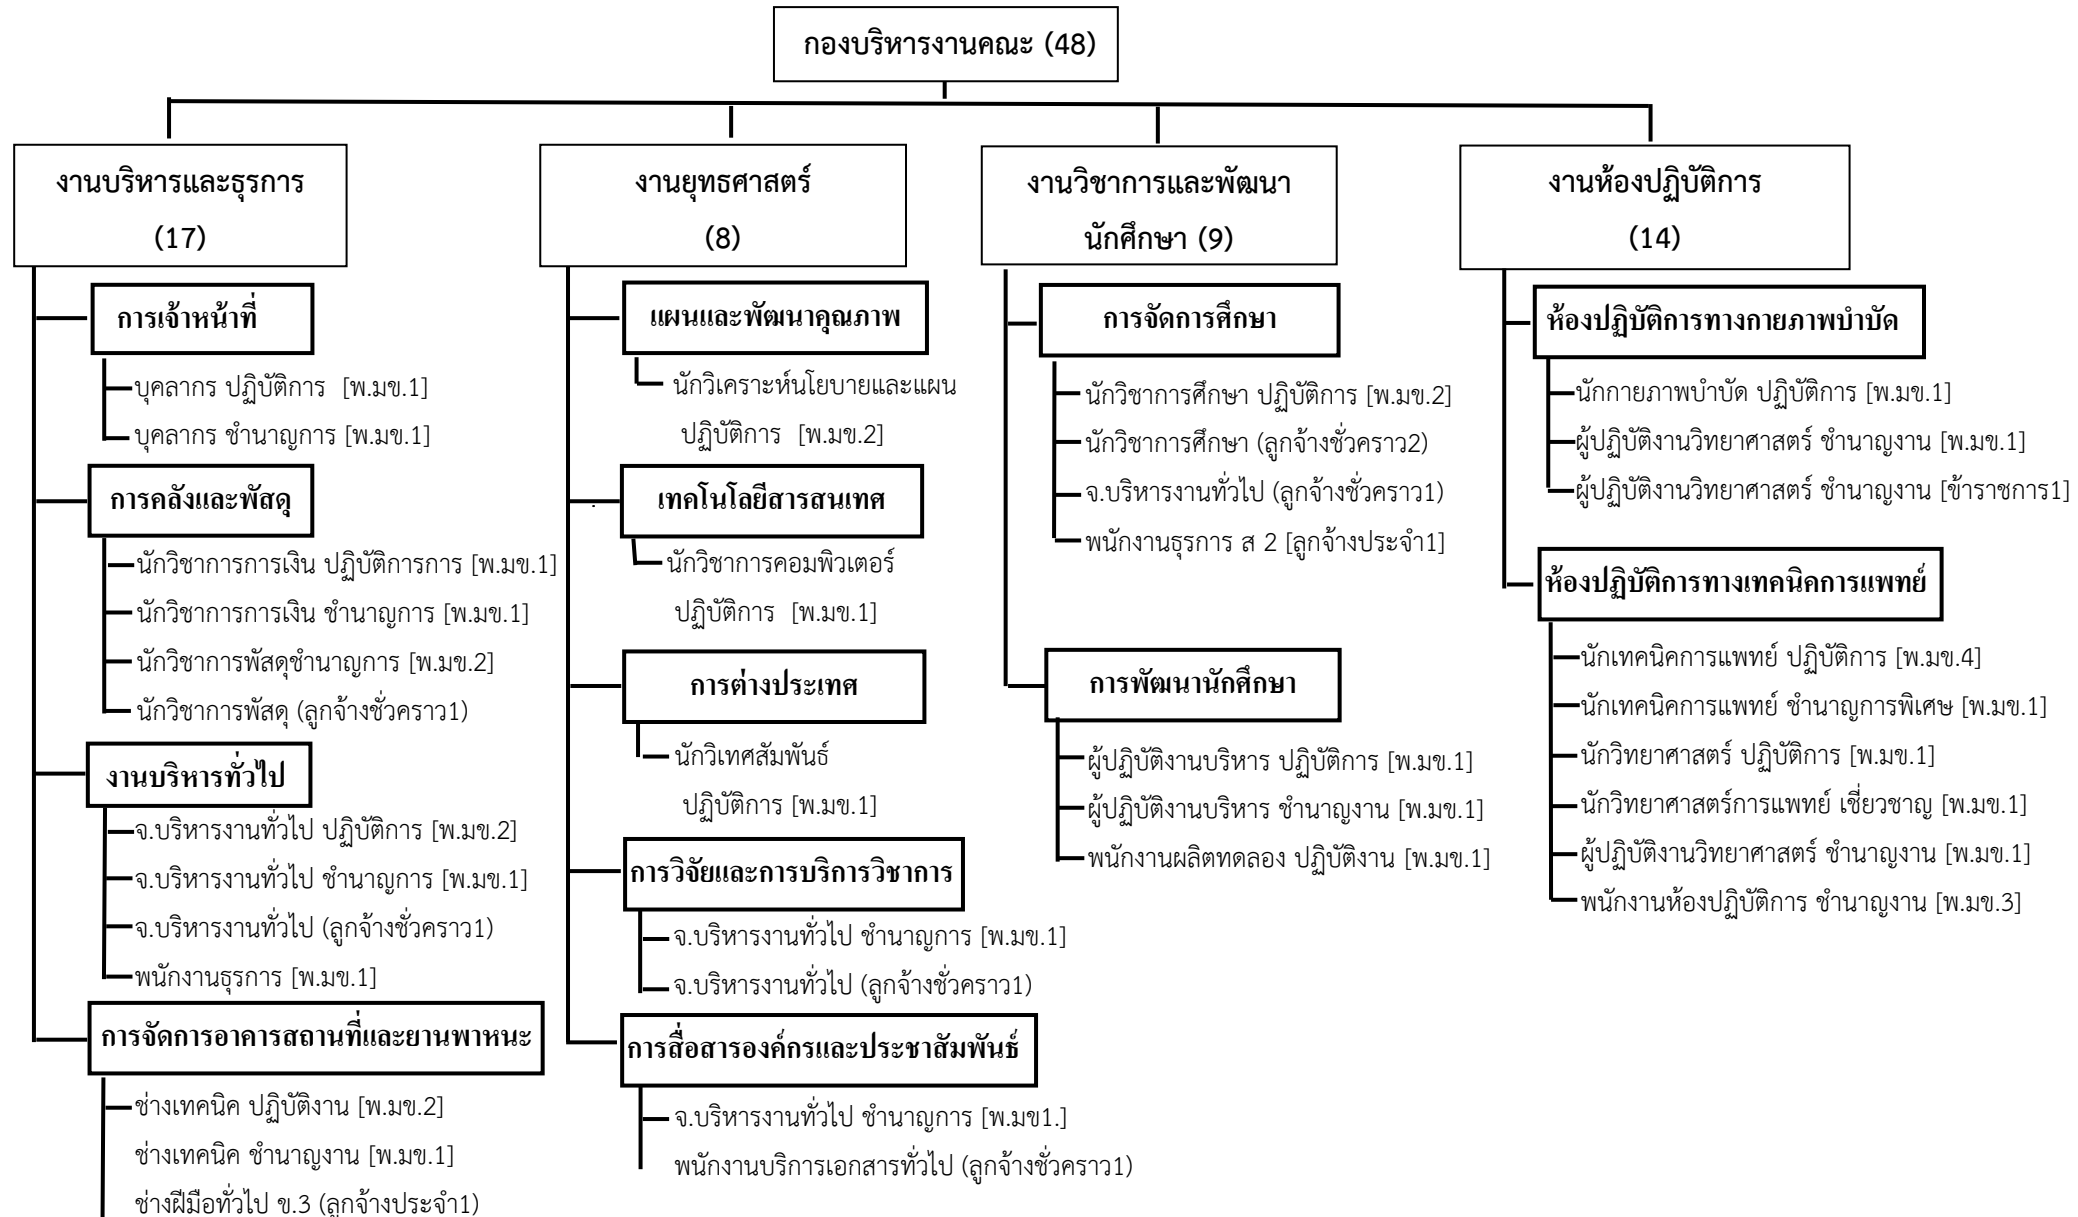 กองบริหารงานคณะ (48)
งานบริหารและธุรการ
(17)
การเจ้าหน้าที่
บุคลากร ปฏิบัติการ [พ.มข.1]
บุคลากร ชำนาญการ [พ.มข.1]
การคลังและพัสดุ
นักวิชาการการเงิน ปฏิบัติการการ [พ.มข.1]
นักวิชาการการเงิน ชำนาญการ [พ.มข.1]
นักวิชาการพัสดุชำนาญการ [พ.มข.2]
นักวิชาการพัสดุ (ลูกจ้างชั่วคราว1)
งานบริหารทั่วไป
จ.บริหารงานทั่วไป ปฏิบัติการ [พ.มข.2]
จ.บริหารงานทั่วไป ชำนาญการ [พ.มข.1]
จ.บริหารงานทั่วไป (ลูกจ้างชั่วคราว1)
พนักงานธุรการ [พ.มข.1]
การจัดการอาคารสถานที่และยานพาหนะ
ช่างเทคนิค ปฏิบัติงาน [พ.มข.2]
ช่างเทคนิค ชำนาญงาน [พ.มข.1]
ช่างฝีมือทั่วไป ข.3 (ลูกจ้างประจำ1)
งานยุทธศาสตร์
(8)
แผนและพัฒนาคุณภาพ
นักวิเคราะห์นโยบายและแผน
ปฏิบัติการ [พ.มข.2]
เทคโนโลยีสารสนเทศ
นักวิชาการคอมพิวเตอร์
ปฏิบัติการ [พ.มข.1]
การต่างประเทศ
นักวิเทศสัมพันธ์
ปฏิบัติการ [พ.มข.1]
การวิจัยและการบริการวิชาการ
จ.บริหารงานทั่วไป ชำนาญการ [พ.มข.1]
จ.บริหารงานทั่วไป (ลูกจ้างชั่วคราว1)
การสื่อสารองค์กรและประชาสัมพันธ์
จ.บริหารงานทั่วไป ชำนาญการ [พ.มข1.]
พนักงานบริการเอกสารทั่วไป (ลูกจ้างชั่วคราว1)
งานวิชาการและพัฒนา
นักศึกษา (9)
การจัดการศึกษา
นักวิชาการศึกษา ปฏิบัติการ [พ.มข.2]
นักวิชาการศึกษา (ลูกจ้างชั่วคราว2)
จ.บริหารงานทั่วไป (ลูกจ้างชั่วคราว1)
พนักงานธุรการ ส 2 [ลูกจ้างประจำ1]
การพัฒนานักศึกษา
ผู้ปฏิบัติงานบริหาร ปฏิบัติการ [พ.มข.1]
ผู้ปฏิบัติงานบริหาร ชำนาญงาน [พ.มข.1]
พนักงานผลิตทดลอง ปฏิบัติงาน [พ.มข.1]
งานห้องปฏิบัติการ
(14)
ห้องปฏิบัติการทางกายภาพบำบัด
นักกายภาพบำบัด ปฏิบัติการ [พ.มข.1]
ผู้ปฏิบัติงานวิทยาศาสตร์ ชำนาญงาน [พ.มข.1]
ผู้ปฏิบัติงานวิทยาศาสตร์ ชำนาญงาน [ข้าราชการ1]
ห้องปฏิบัติการทางเทคนิคการแพทย์
นักเทคนิคการแพทย์ ปฏิบัติการ [พ.มข.4]
นักเทคนิคการแพทย์ ชำนาญการพิเศษ [พ.มข.1]
นักวิทยาศาสตร์ ปฏิบัติการ [พ.มข.1]
นักวิทยาศาสตร์การแพทย์ เชี่ยวชาญ [พ.มข.1]
ผู้ปฏิบัติงานวิทยาศาสตร์ ชำนาญงาน [พ.มข.1]
พนักงานห้องปฏิบัติการ ชำนาญงาน [พ.มข.3]